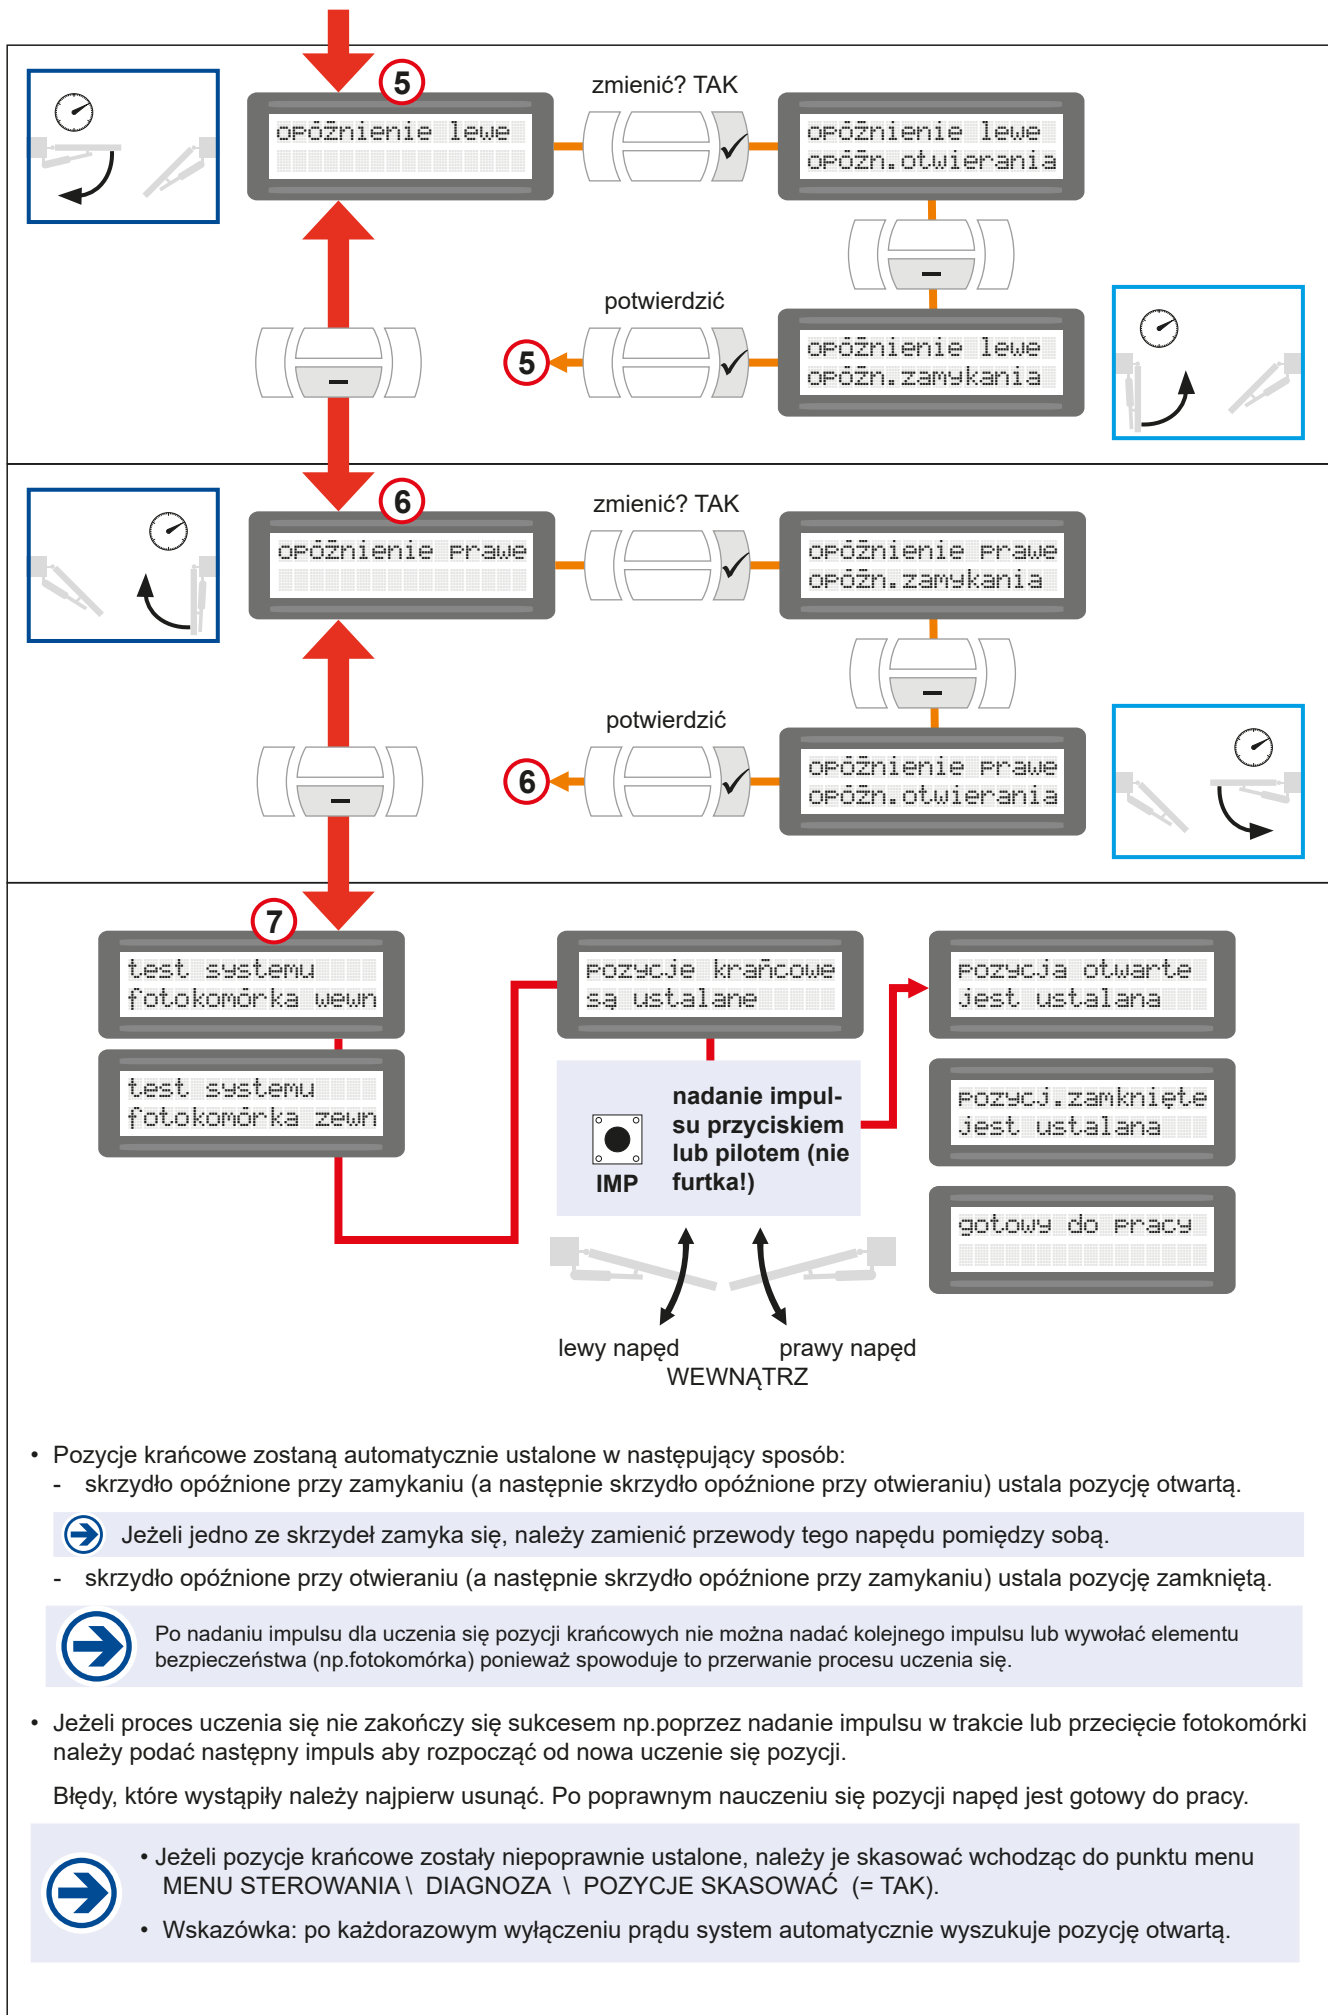 5
zmienić? TAK
opóźnienie lewe
opóźnienie lewe
opóźn.otwierania
potwierdzić
5
opóźnienie lewe
opóźn.zamykania
6
zmienić? TAK
opóźnienie prawe
opóźnienie prawe
opóźn.zamykania
potwierdzić
6
opóźnienie prawe
opóźn.otwierania
7
test systemu
fotokomórka wewn
test systemu
fotokomórka zewn
pozycje krańcowe
są ustalane
nadanie impul-
su przyciskiem
lub pilotem (nie
furtka!)
IMP
pozycja otwarte
jest ustalana
pozycj.zamknięte
jest ustalana
gotowy do pracy
lewy napęd
prawy napęd
WEWNĄTRZ
• Pozycje krańcowe zostaną automatycznie ustalone w następujący sposób:
- skrzydło opóźnione przy zamykaniu (a następnie skrzydło opóźnione przy otwieraniu) ustala pozycję otwartą.
Jeżeli jedno ze skrzydeł zamyka się, należy zamienić przewody tego napędu pomiędzy sobą.
- skrzydło opóźnione przy otwieraniu (a następnie skrzydło opóźnione przy zamykaniu) ustala pozycję zamkniętą.
Po nadaniu impulsu dla uczenia się pozycji krańcowych nie można nadać kolejnego impulsu lub wywołać elementu
bezpieczeństwa (np.fotokomórka) ponieważ spowoduje to przerwanie procesu uczenia się.
• Jeżeli proces uczenia się nie zakończy się sukcesem np.poprzez nadanie impulsu w trakcie lub przecięcie fotokomórki
należy podać następny impuls aby rozpocząć od nowa uczenie się pozycji.
Błędy, które wystąpiły należy najpierw usunąć. Po poprawnym nauczeniu się pozycji napęd jest gotowy do pracy.
• Jeżeli pozycje krańcowe zostały niepoprawnie ustalone, należy je skasować wchodząc do punktu menu
MENU STEROWANIA \ DIAGNOZA \ POZYCJE SKASOWAĆ (= TAK).
• Wskazówka: po każdorazowym wyłączeniu prądu system automatycznie wyszukuje pozycję otwartą.